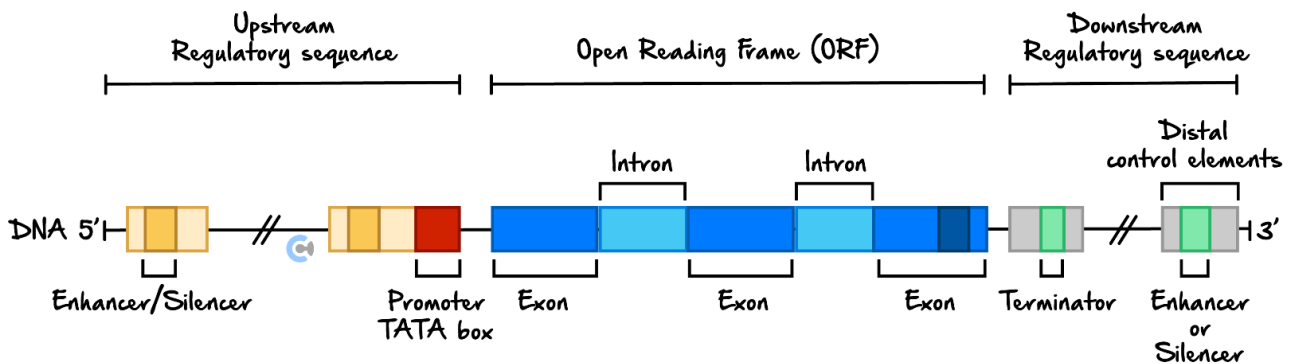 Upstream
Regulatory sequence
Open Reading Frame (ORF)
Downstream
Regulatory sequence
Intron
Intron
Distal
control elements
DNA 5'
3'
Enhancer/Silencer
Promoter
TATA box
Exon
Exon
Exon
Terminator
Enhancer
or
Silencer